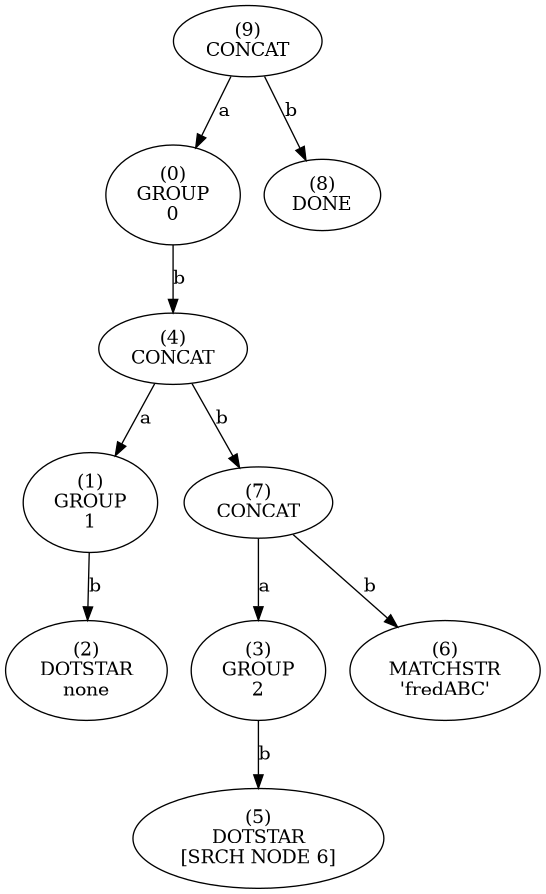 (9)
CONCAT
a
b
(0)
GROUP
0
(8)
DONE
b
(4)
CONCAT
a
b
(1)
GROUP
1
(7)
CONCAT
b
a
b
(2)
DOTSTAR
none
(3)
GROUP
2
(6)
MATCHSTR
'fredABC'
b
(5)
DOTSTAR
[SRCH NODE 6]